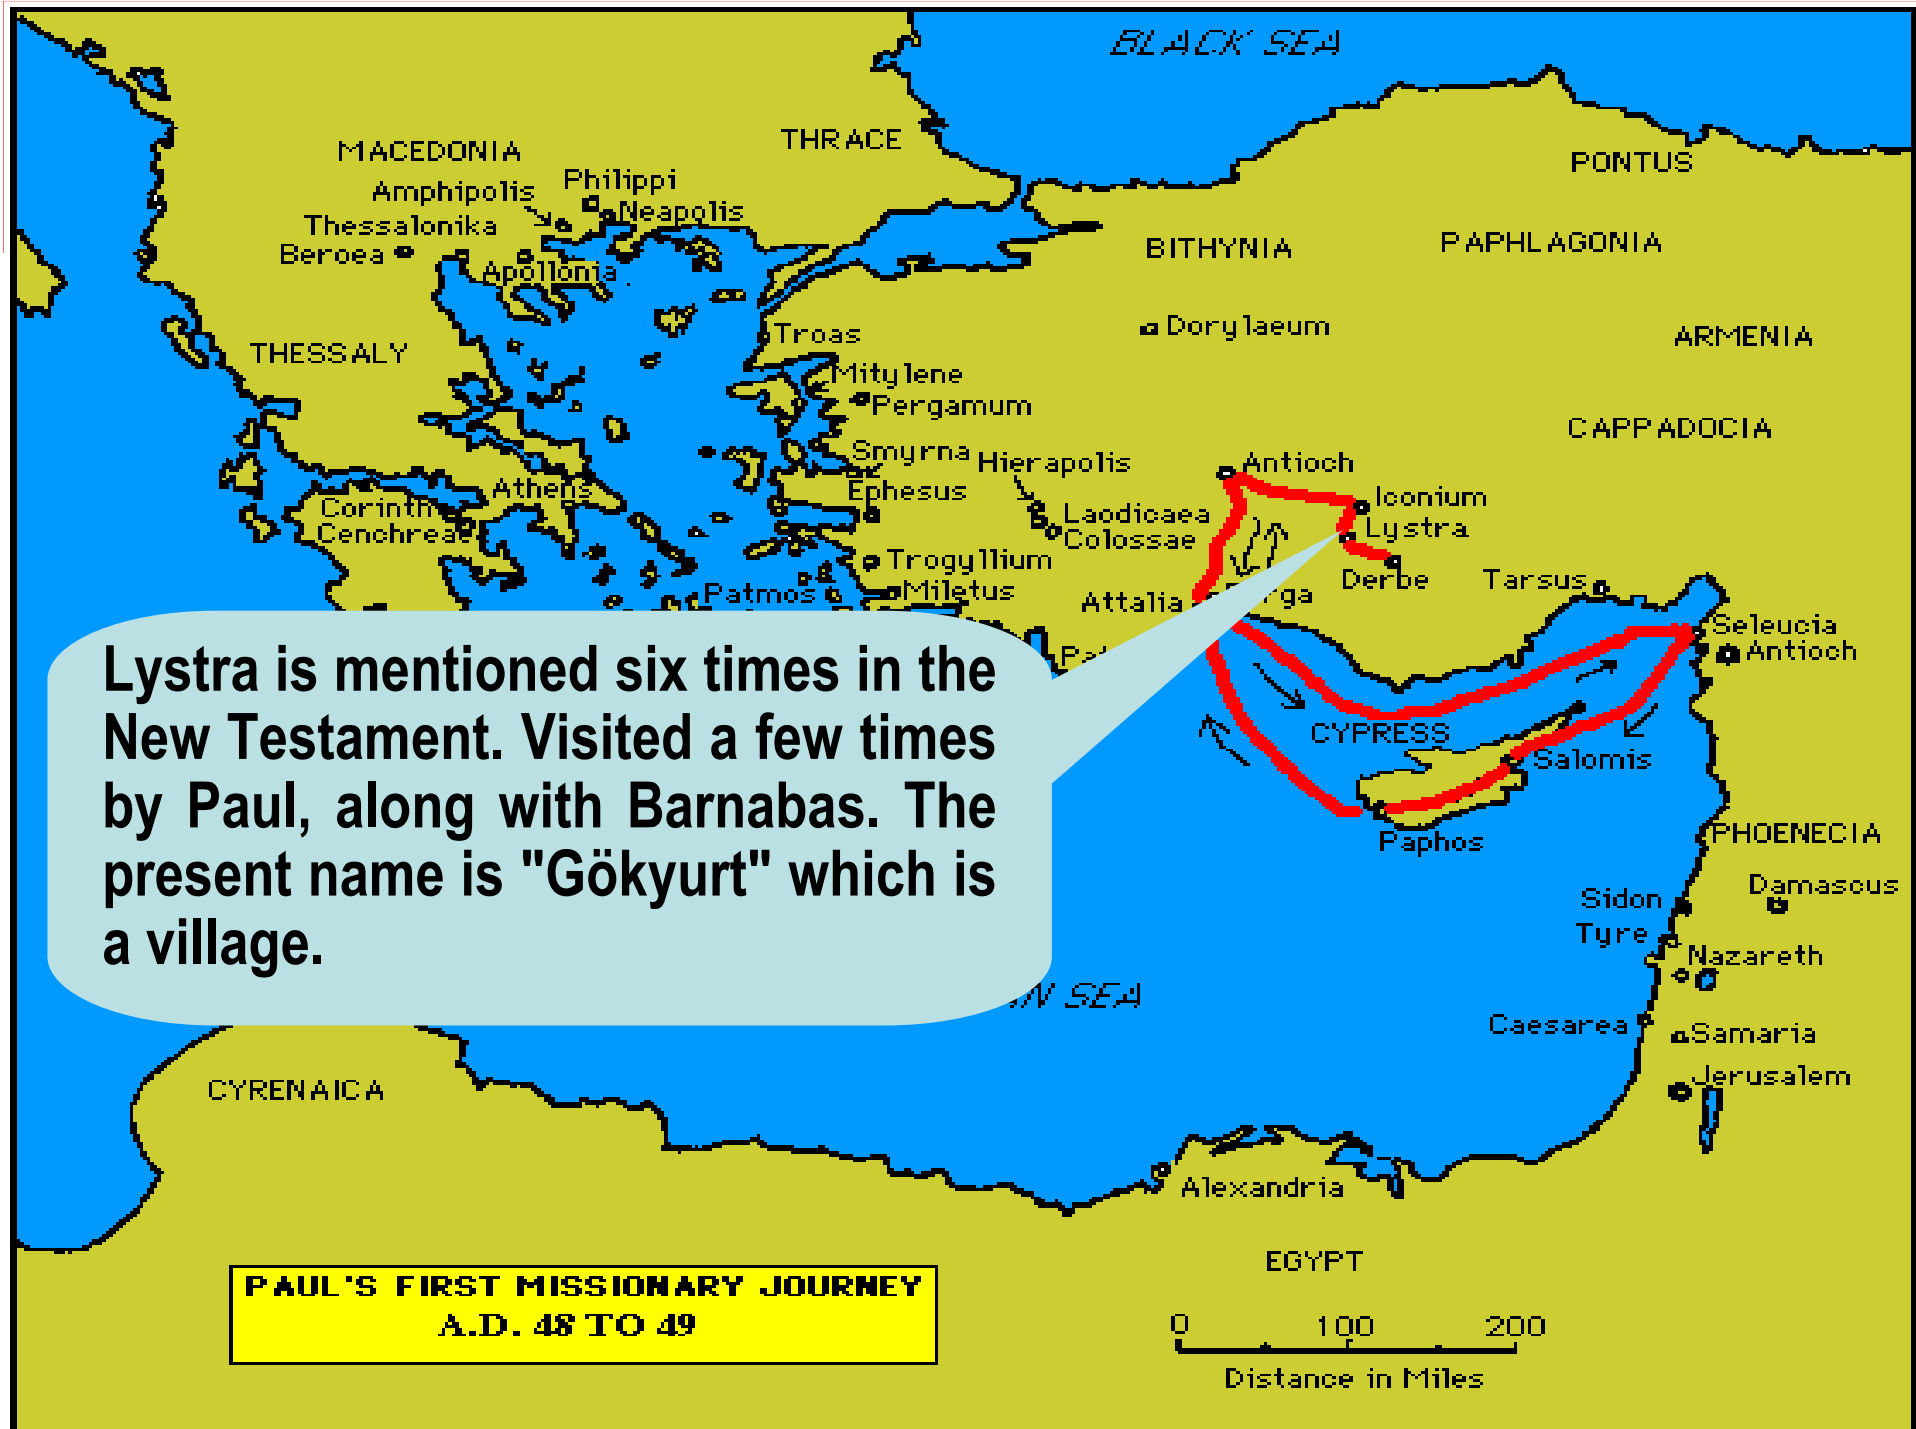 BLACK SEA
THRACE
MACEDONIA
PONTUS
Philippi
Amphipolis
Neapolis
Thessalonika
Beroea
Apollonia
BITHYNIA
PAPHLAGONIA
Troas
Dorylaeum
ARMENIA
THESSALY
Mitylene
Pergamum
CAPPADOCIA
Smyrna
Hierapolis
Antioch
Athens
Ephesus
Iconium
Corinth
Laodicaea
Lystra
Cenchreae
Colossae
Trogyllium
Derbe
Tarsus
Patmos
Miletus
Attalia
Seleucia
Antioch
Lystra is mentioned six times in the
New Testament. Visited a few times
by Paul, along with Barnabas. The
present name is "Gökyurt" which is
a village.
CYPRESS
Salomis
Paphos
PHOENECIA
Damascus
Sidon
Tyre
Nazareth
SEA
Caesarea
Samaria
Jerusalem
CYRENAICA
Alexandria
EGYPT
PAUL'S FIRST MISSIONARY JOURNEY
A.D. 48 TO 49
0 100 200
Distance in Miles